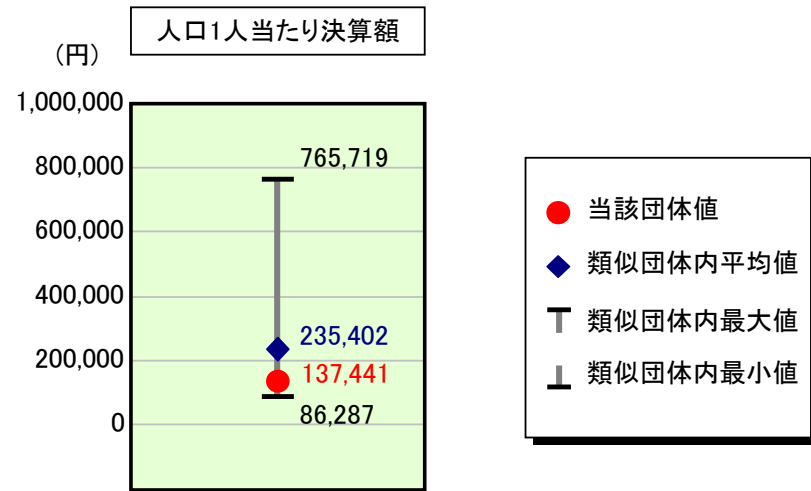 人口1人当たり決算額
(円)
1,000,000
800,000
600,000
400,000
200,000
0
765,719
235,402
137,441
86,287
当該団体値
類似団体内平均値
類似団体内最大値
類似団体内最小値